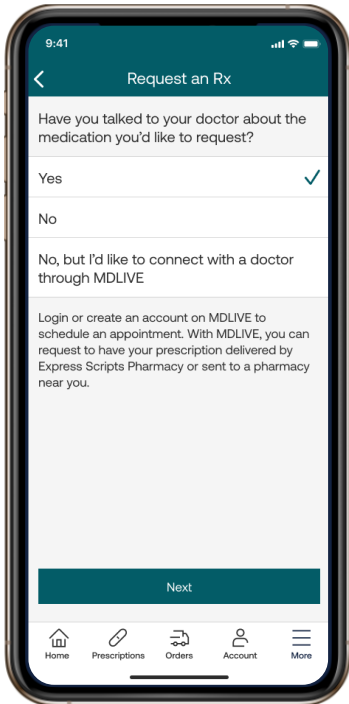 9:41
Request an Rx
Have you talked to your doctor about the
medication you'd like to request?
Yes
No
No, but I'd like to connect with a doctor
through MDLIVE
Login or create an account on MDLIVE to
schedule an appointment. With MDLIVE, you can
request to have your prescription delivered by
Express Scripts Pharmacy or sent to a pharmacy
near you.
Next
Home Prescriptions Orders Account More